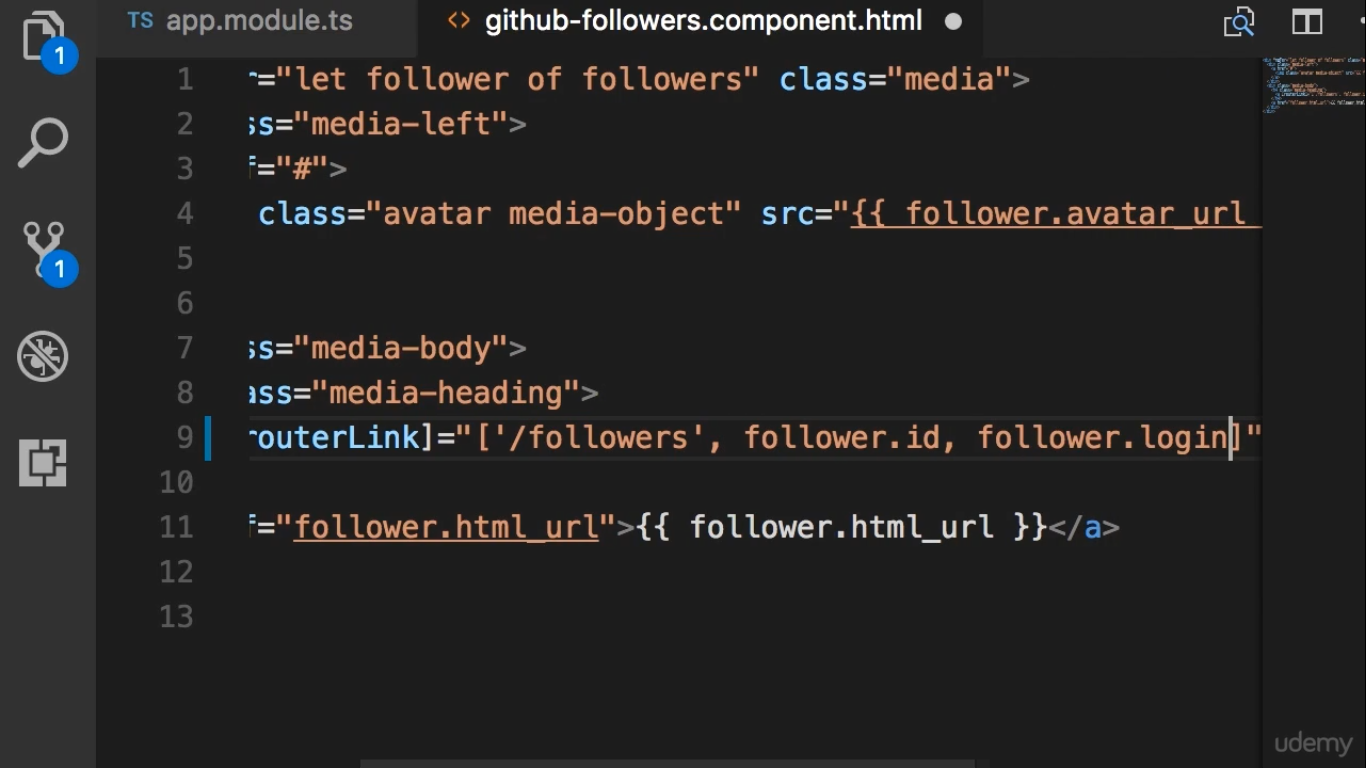 1
TS app.module.ts
<> github-followers.component.html
1 ="let follower of followers" class="media">
2 ss="media-left">
3 ="#">
4 class="avatar media-object" src="{{ follower.avatar_url
5
6
7 ss="media-body">
8 ass="media-heading">
9 routerLink]="['/followers', follower.id, follower.login]"
10
11 ="follower.html_url">{{ follower.html_url }}</a>
12
13
1
udemy